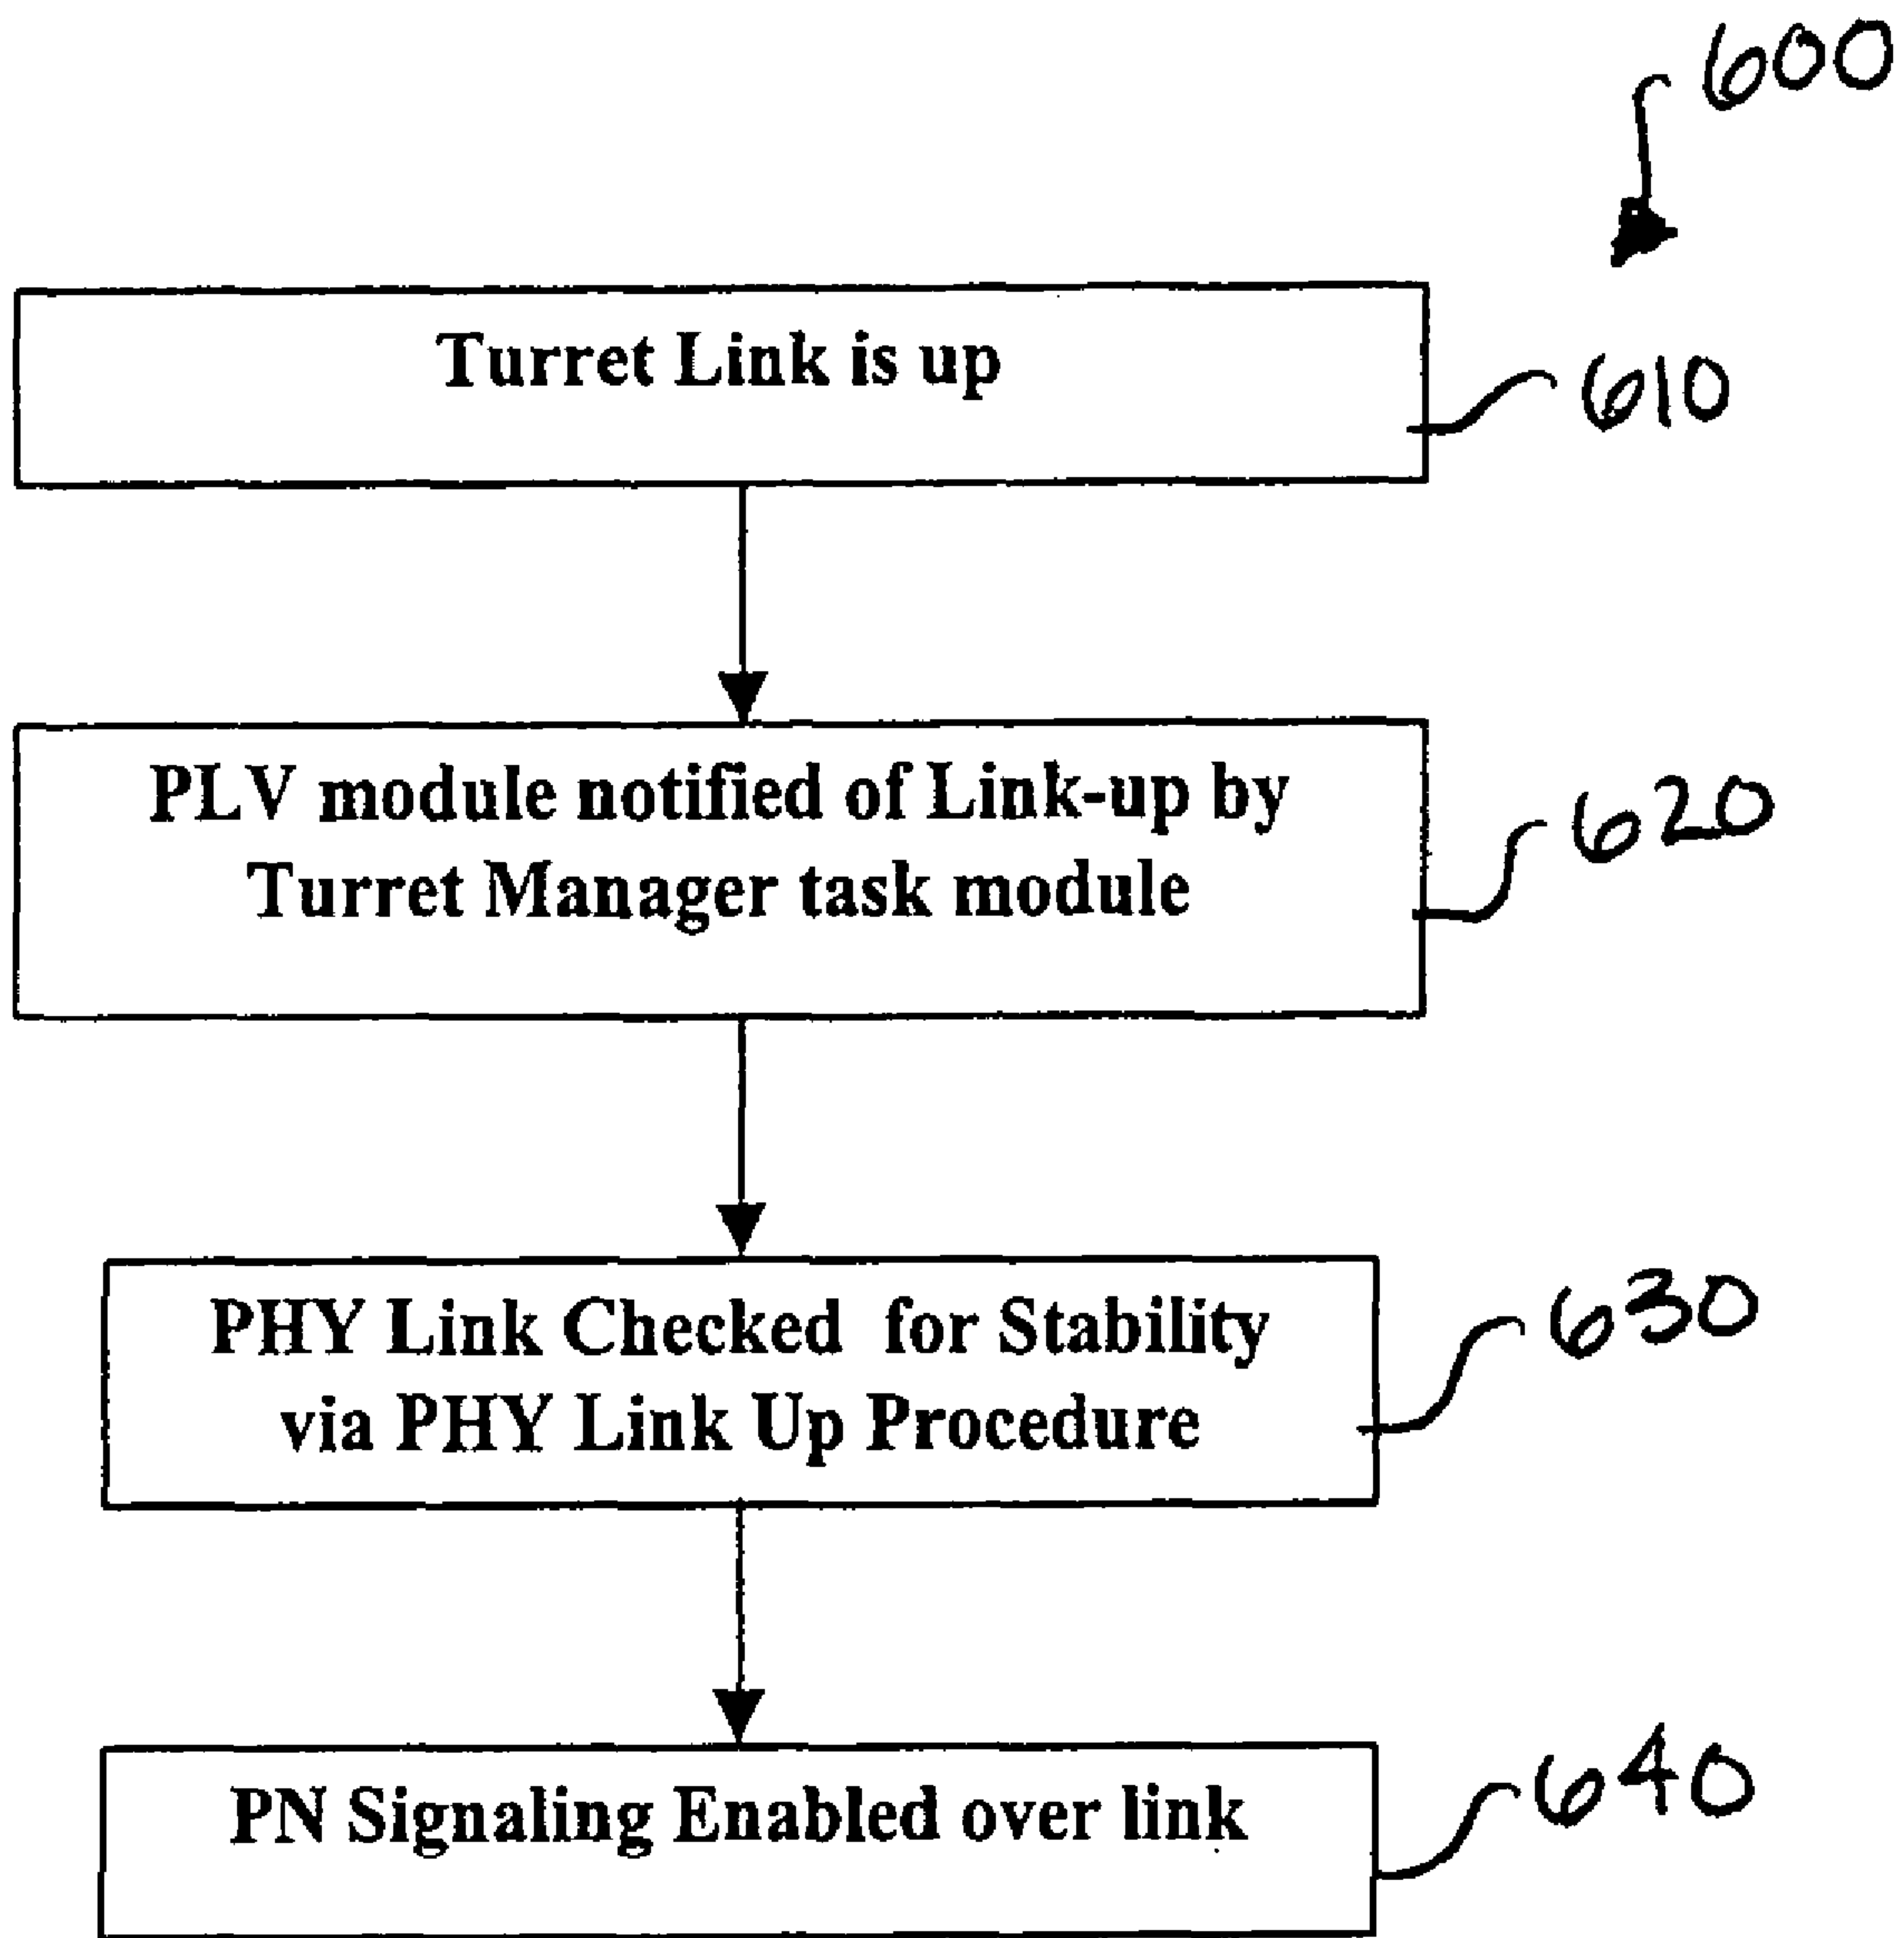 600
Turret Link is up
610
PLV module notified of Link-up by
Turret Manager task module
620
PHY Link Checked for Stability
via PHY Link Up Procedure
630
PN Signaling Enabled over link
640